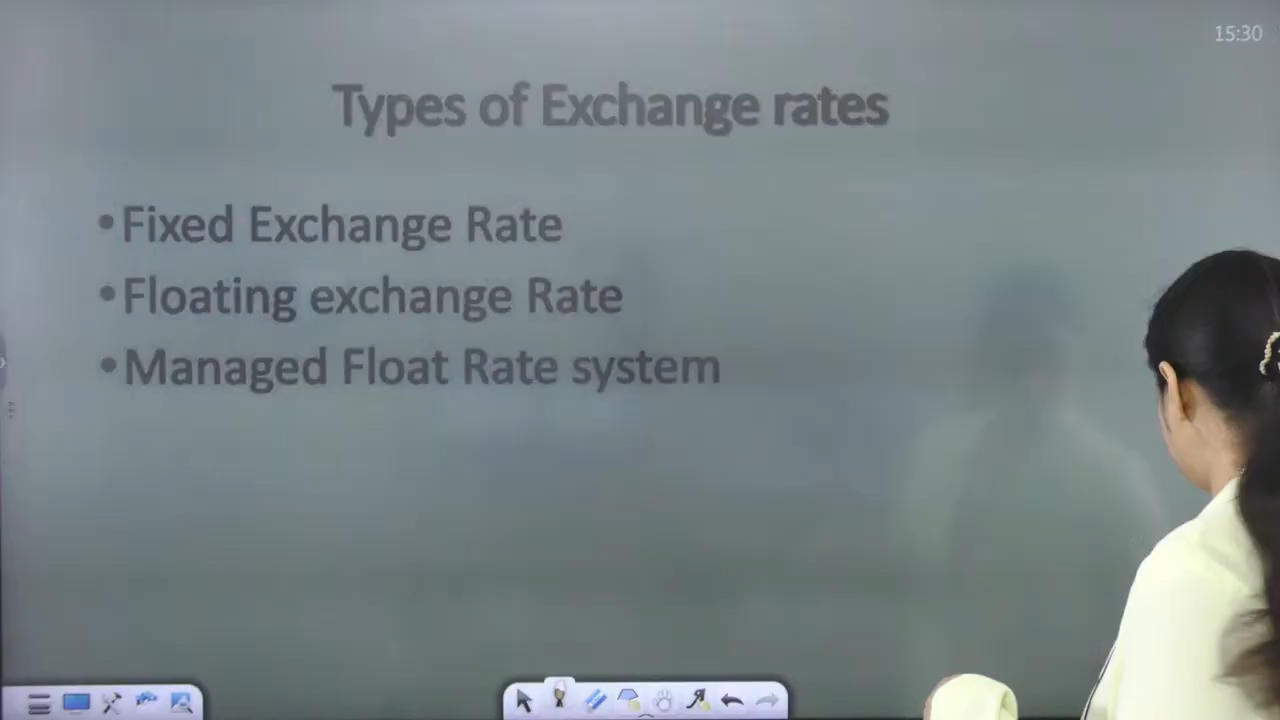 15:30
Types of Exchange rates
•Fixed Exchange Rate
•Floating exchange Rate
•Managed Float Rate system